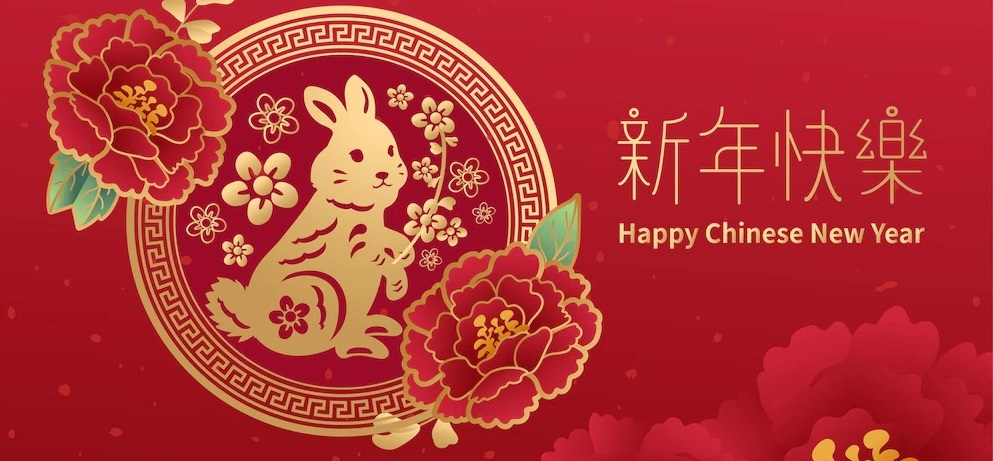 新年快樂
Happy Chinese New Year